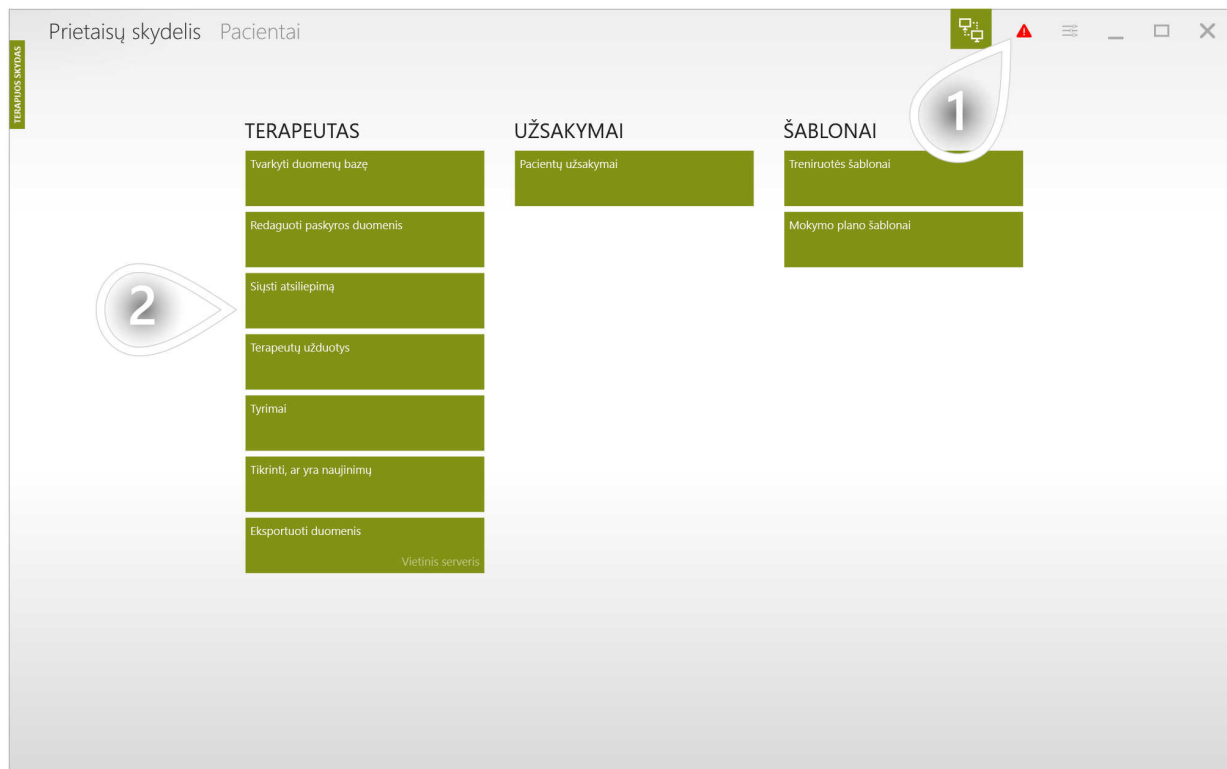 Prietaisų skydelis Pacientai
TERAPIJOS SKYDAS
1
TERAPEUTAS
Tvarkyti duomenų bazę
Redaguoti paskyros duomenis
Siųsti atsiliepimą
2
Terapeutų užduotys
Tyrimai
Tikrinti, ar yra naujinimų
Eksportuoti duomenis
Vietinis serveris
UŽSAKYMAI
Pacientų užsakymai
ŠABLONAI
Treniruotės šablonai
Mokymo plano šablonai